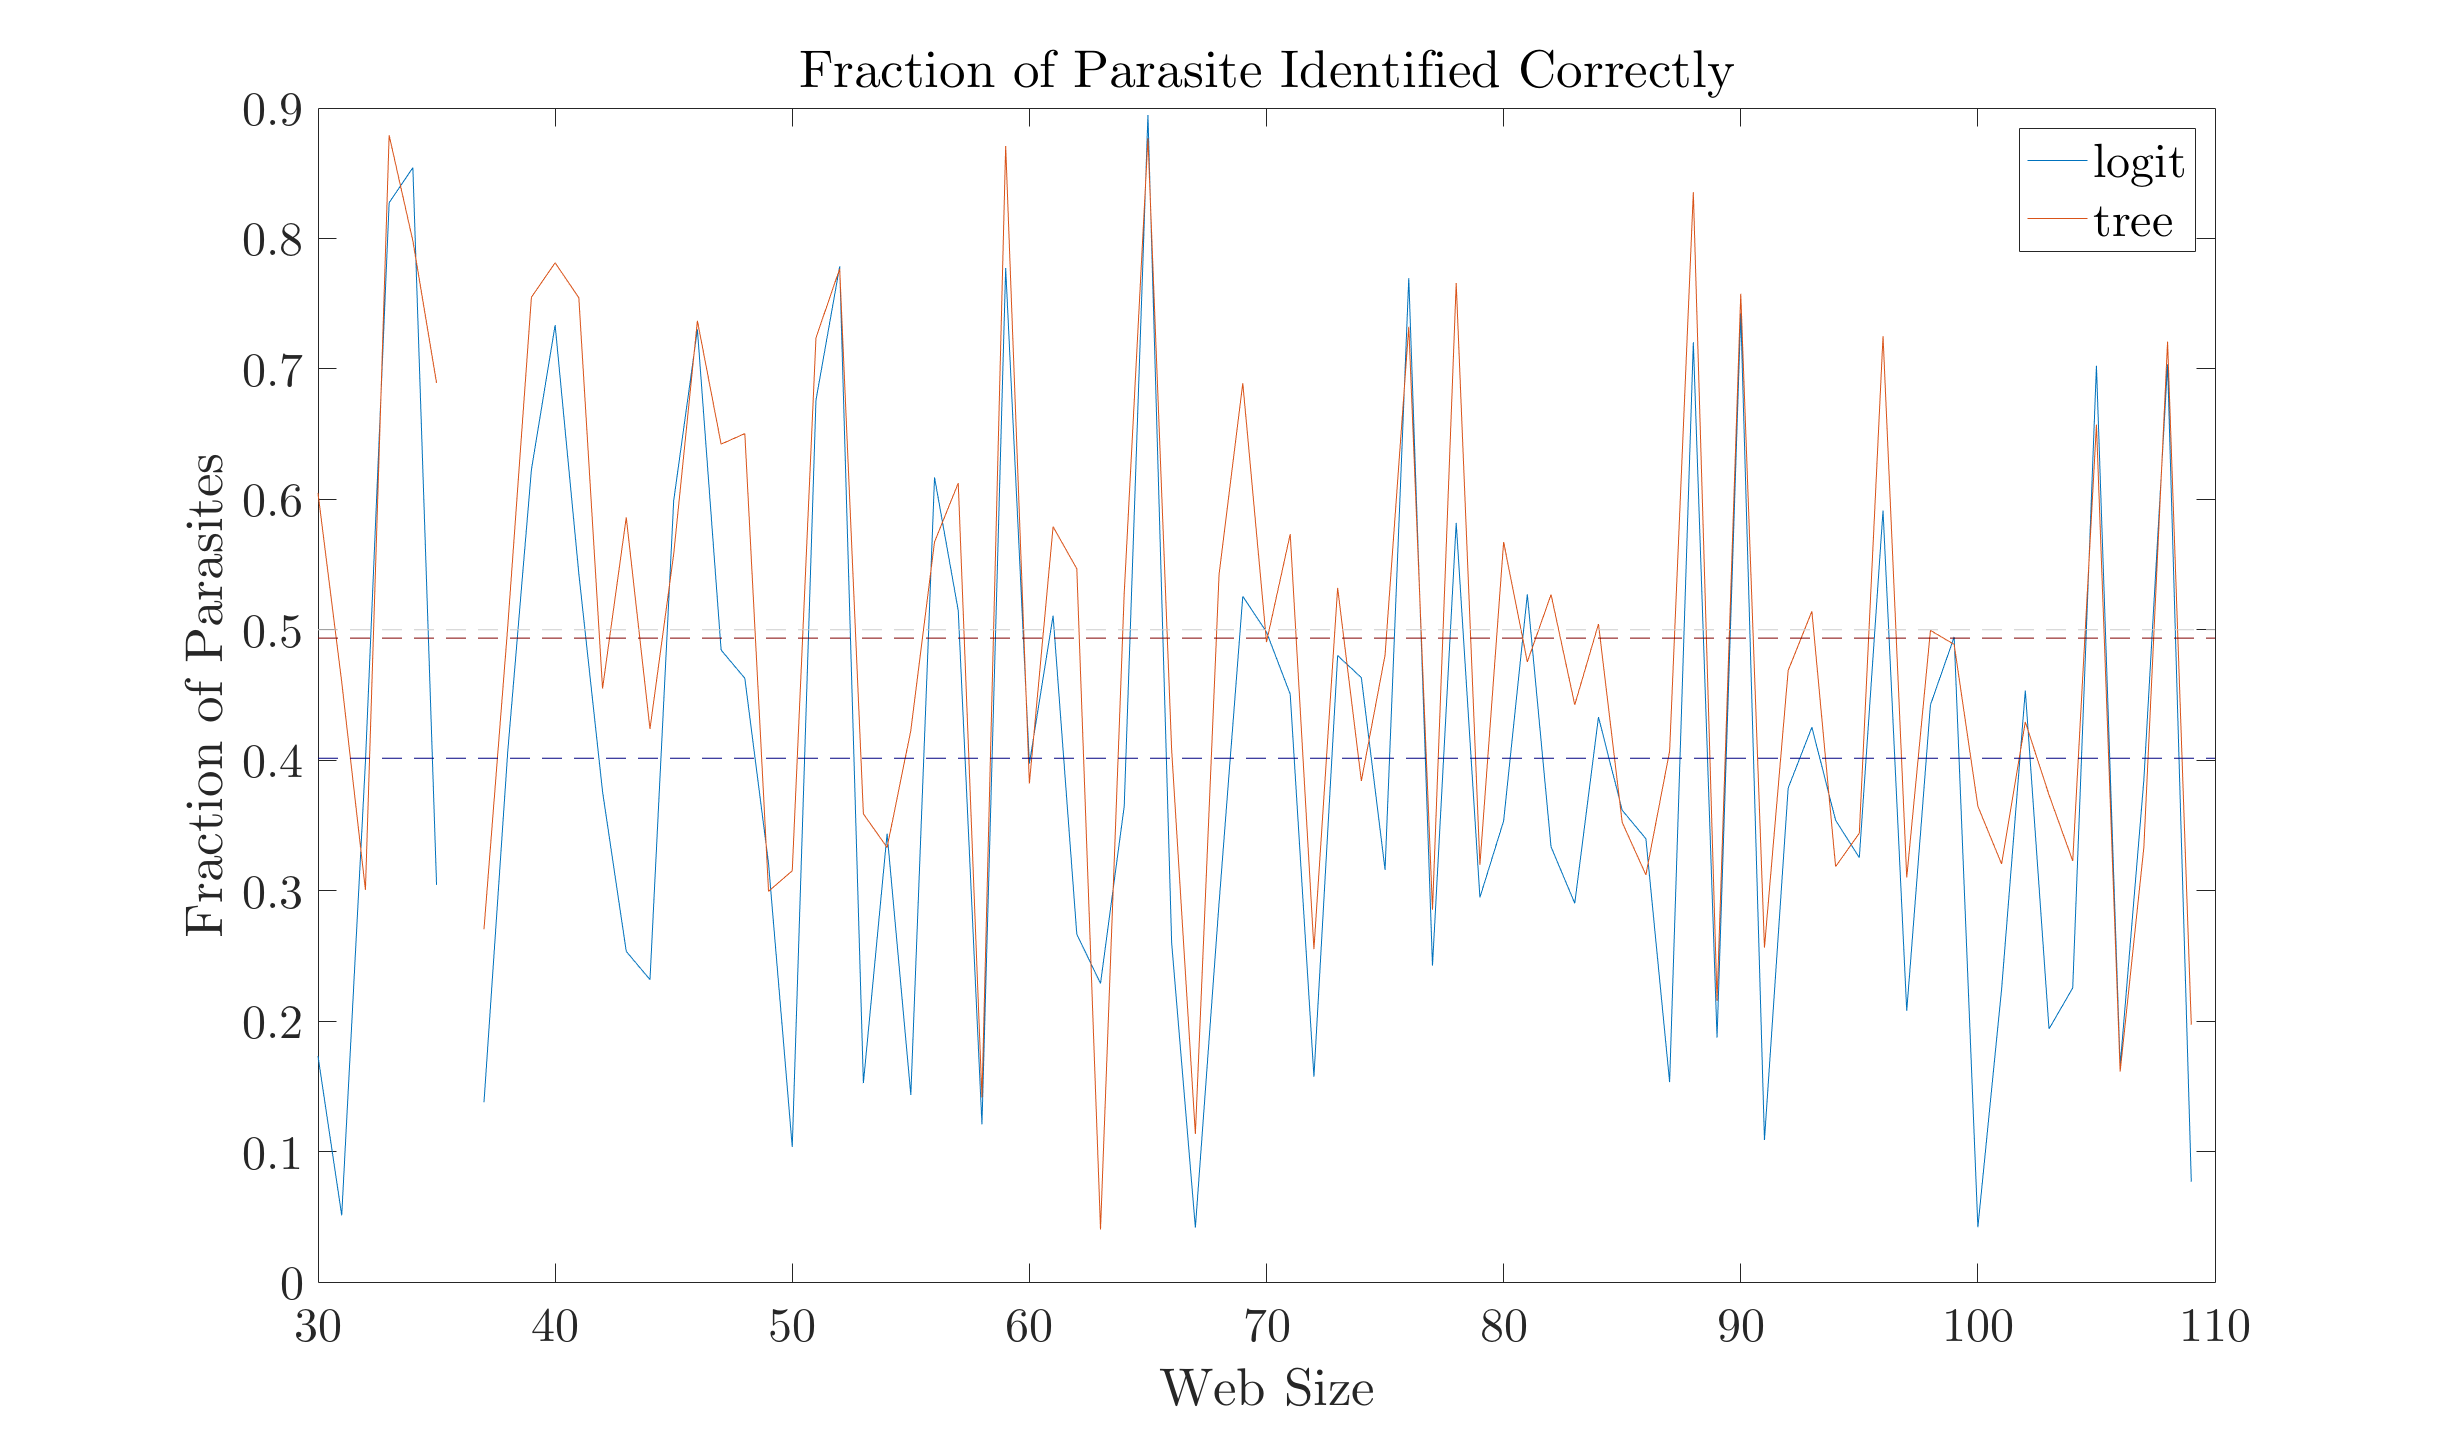 Fraction of Parasite Identified Correctly
logit
tree
Fraction of Parasites
0.9
0.8
0.7
0.6
0.5
0.4
0.3
0.2
0.1
0
30 40 50 60 70 80 90 100 110
Web Size